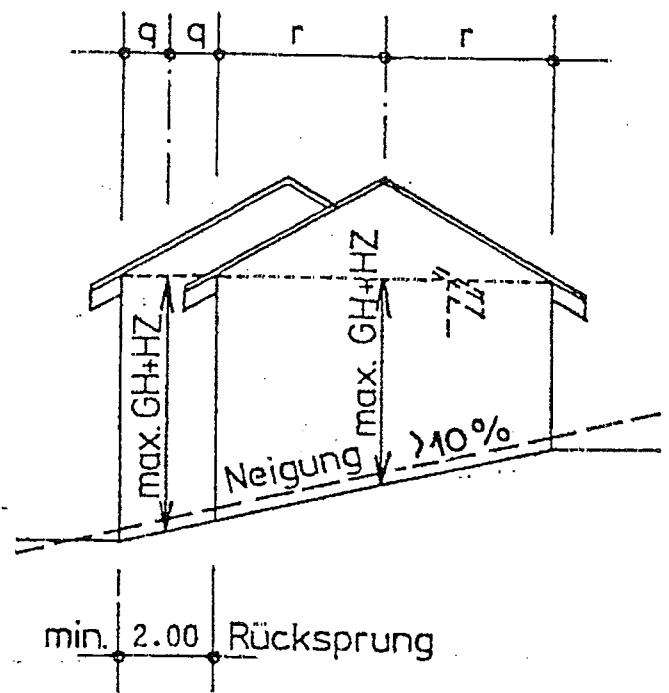 q q r r
max. GH+HZ
max. GH+HZ
Neigung >10%
min. 2.00 Rücksprung